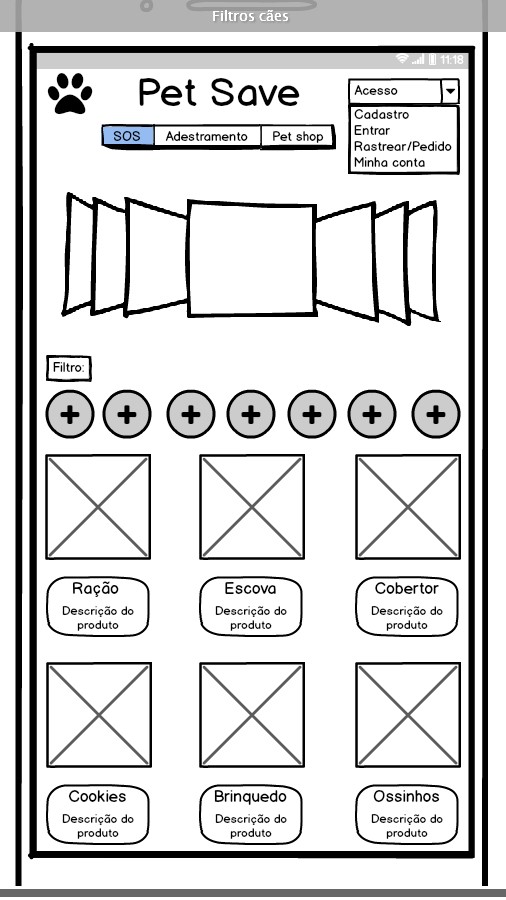 Filtros cães
11:18
Pet Save
Acesso
Cadastro
Entrar
Rastrear/Pedido
Minha conta
SOS Adestramento Pet shop
Filtro:
Ração Escova Cobertor
Descrição do Descrição do Descrição do
produto produto produto
Cookies Brinquedo Ossinhos
Descrição do Descrição do Descrição do
produto produto produto